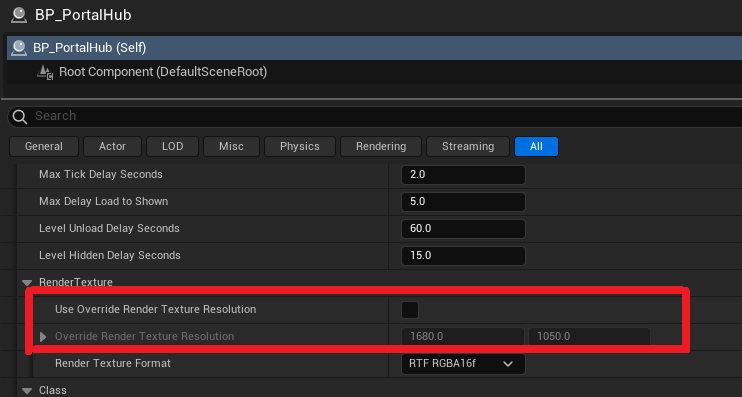 BP_PortalHub
BP_PortalHub (Self)
Root Component (DefaultSceneRoot)
Search
General Actor LOD Misc Physics Rendering Streaming All
Max Tick Delay Seconds 2.0
Max Delay Load to Shown 5.0
Level Unload Delay Seconds 60.0
Level Hidden Delay Seconds 15.0
RenderTexture
Use Override Render Texture Resolution
Override Render Texture Resolution 1680.0 1050.0
Render Texture Format RTF RGBA16f
Class